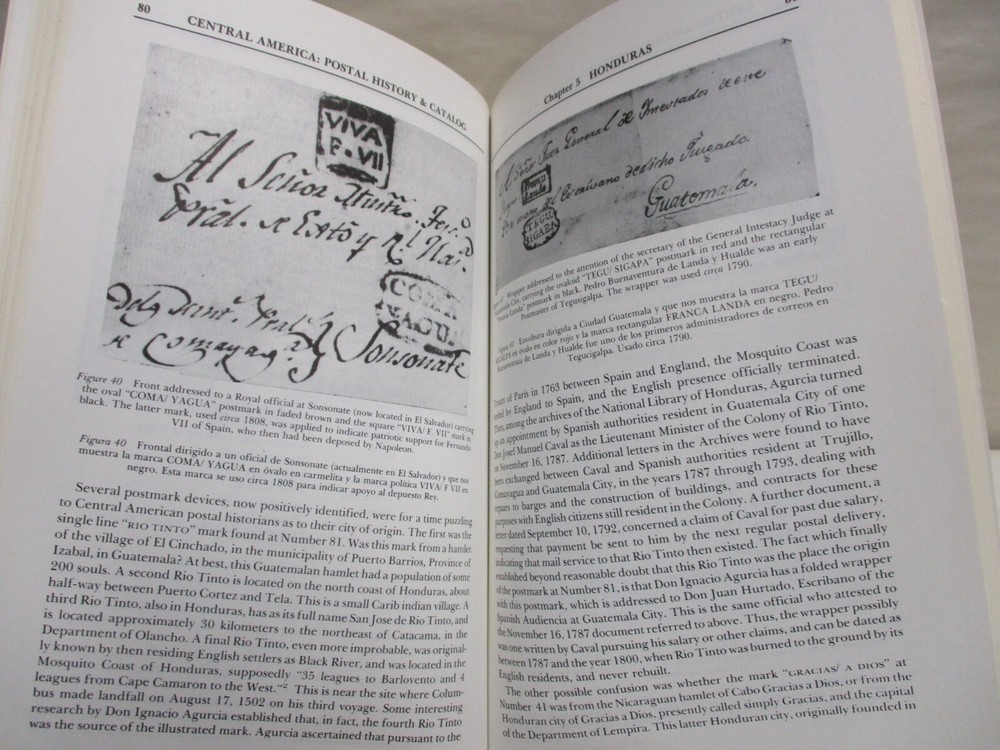 80
CENTRAL AMERICA: POSTAL HISTORY & CATALOG
VIVA
F. VII
Al Señor
Sonsonate
Figure 40 Front addressed to a Royal official at Sonsonate (now located in El Salvador) carrying
the oval "COMA/ YAGUA" postmark in faded brown and the square "VIVA/ F. VII" mark in
black. The latter mark, used circa 1808, was applied to indicate patriotic support for Fernando
VII of Spain, who then had been deposed by Napoleon.
Figura 40 Frontal dirigido a un oficial de Sonsonate (actualmente en El Salvador) y que nos
muestra la marca COMA/ YAGUA en óvalo en carmelita y la marca política VIVA/ F VII en
negro. Esta marca se uso circa 1808 para indicar apoyo al depuesto Rey.
Several postmark devices, now positively identified, were for a time puzzling
to Central American postal historians as to their city of origin. The first was the
single line "RIO TINTO" mark found at Number 81. Was this mark from a hamlet
of the village of El Cinchado, in the municipality of Puerto Barrios, Province of
Izabal, in Guatemala? At best, this Guatemalan hamlet had a population of some
200 souls. A second Rio Tinto is located on the north coast of Honduras, about
half-way between Puerto Cortez and Tela. This is a small Carib indian village. A
third Rio Tinto, also in Honduras, has as its full name San Jose de Rio Tinto, and
is located approximately 30 kilometers to the northeast of Catacama, in the
Department of Olancho. A final Rio Tinto, even more improbable, was original-
ly known by then residing English settlers as Black River, and was located in the
Mosquito Coast of Honduras, supposedly "35 leagues to Barlovento and 4
leagues from Cape Camaron to the West."2 This is near the site where Colum-
bus made landfall on August 17, 1502 on his third voyage. Some interesting
research by Don Ignacio Agurcia established that, in fact, the fourth Rio Tinto
was the source of the illustrated mark. Agurcia ascertained that pursuant to the
Chapter 5 HONDURAS
Franca
Landa
TEGU
SIGAPA
Guatemala.
Wrapper addressed to the attention of the secretary of the General Intestacy Judge at
Guatemala City, carrying the ovaloid "TEGU/ SIGAPA" postmark in red and the rectangular
"Franca Landa" postmark in black. Pedro Buenaventura de Landa y Hualde was an early
Postmaster of Tegusigalpa. The wrapper was used circa 1790.
Figura 41 Envoltura dirigida a Ciudad Guatemala y que nos muestra la marca TEGU/
SIGAPA en óvalo en color rojo y la marca rectangular FRANCA LANDA en negro. Pedro
Buenaventura de Landa y Hualde fue uno de los primeros administradores de correos en
Tegucigalpa. Usado circa 1790.
Treaty of Paris in 1763 between Spain and England, the Mosquito Coast was
ceded by England to Spain, and the English presence officially terminated.
Then, among the archives of the National Library of Honduras, Agurcia turned
up an appointment by Spanish authorities resident in Guatemala City of one
Don Josef Manuel Caval as the Lieutenant Minister of the Colony of Rio Tinto,
on November 16, 1787. Additional letters in the Archives were found to have
been exchanged between Caval and Spanish authorities resident at Trujillo,
Comayagua and Guatemala City, in the years 1787 through 1793, dealing with
repairs to barges and the construction of buildings, and contracts for these
purposes with English citizens still resident in the Colony. A further document, a
letter dated September 10, 1792, concerned a claim of Caval for past due salary,
requesting that payment be sent to him by the next regular postal delivery,
indicating that mail service to that Rio Tinto then existed. The fact which finally
established beyond reasonable doubt that this Rio Tinto was the place the origin
of the postmark at Number 81, is that Don Ignacio Agurcia has a folded wrapper
with this postmark, which is addressed to Don Juan Hurtado, Escribano of the
Spanish Audiencia at Guatemala City. This is the same official who attested to
the November 16, 1787 document referred to above. Thus, the wrapper possibly
was one written by Caval pursuing his salary or other claims, and can be dated as
between 1787 and the year 1800, when Rio Tinto was burned to the ground by its
English residents, and never rebuilt.
The other possible confusion was whether the mark "GRACIAS/ A DIOS" at
Number 41 was from the Nicaraguan hamlet of Cabo Gracias a Dios, or from the
Honduran city of Gracias a Dios, presently called simply Gracias, and the capital
of the Department of Lempira. This latter Honduran city, originally founded in